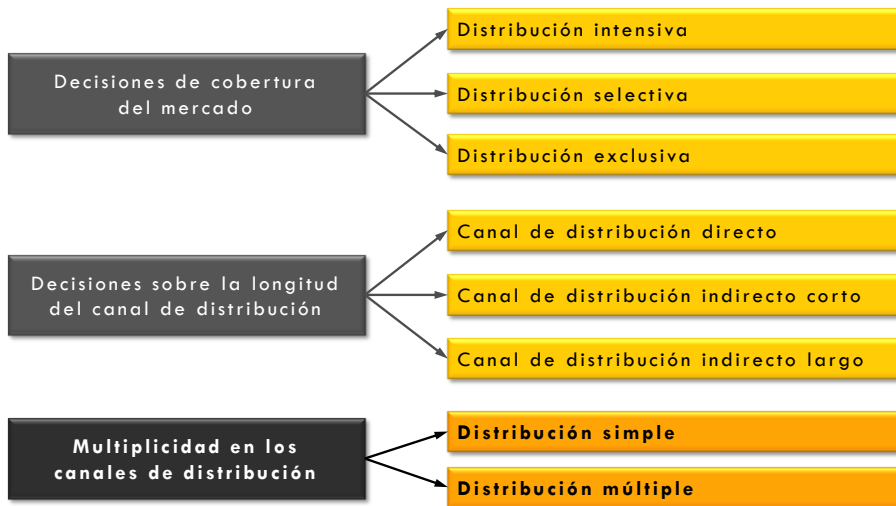 Decisiones de cobertura
del mercado
Distribución intensiva
Distribución selectiva
Distribución exclusiva
Decisiones sobre la longitud
del canal de distribución
Canal de distribución directo
Canal de distribución indirecto corto
Canal de distribución indirecto largo
Multiplicidad en los
canales de distribución
Distribución simple
Distribución múltiple